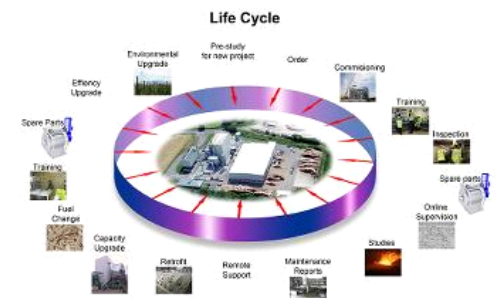 Life Cycle
Pre-study
for new project
Order
Commisioning
Training
Inspection
Spare parts
Online
Supervision
Studies
Maintenance
Reports
Remote
Support
Retrofit
Capacity
Upgrade
Fuel
Change
Training
Spare Parts
Effiency
Upgrade
Environmental
Upgrade